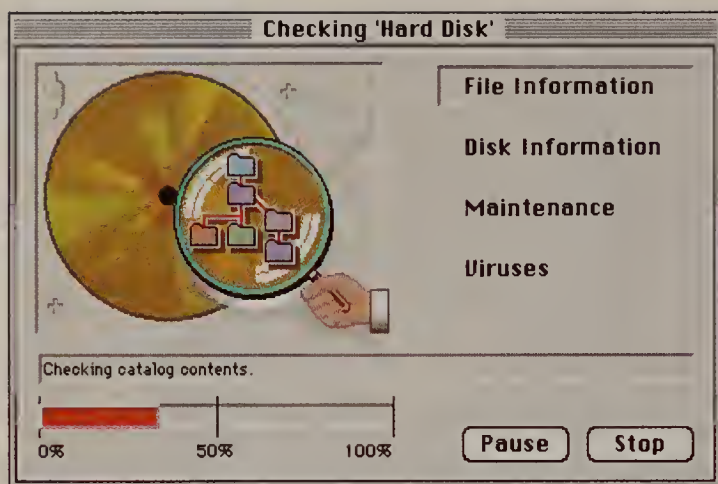 Checking 'Hard Disk'
File Information
Disk Information
Maintenance
Viruses
Checking catalog contents.
0%
50%
100%
Pause
Stop